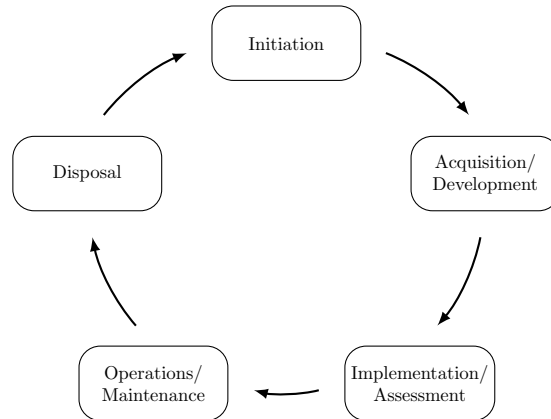 Initiation
Acquisition/
Development
Implementation/
Assessment
Operations/
Maintenance
Disposal